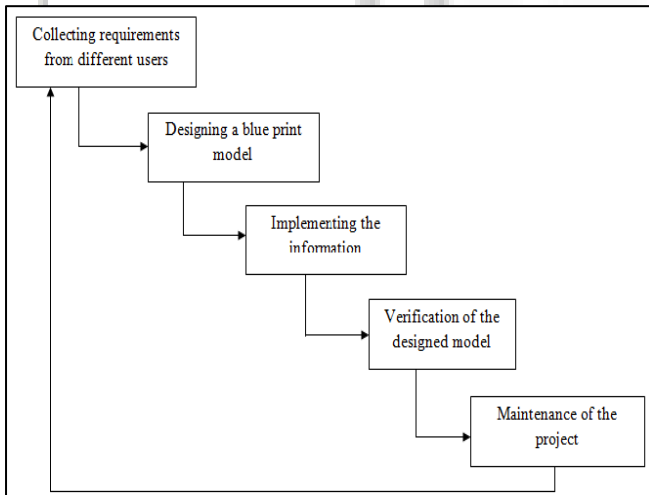 Collecting requirements
from different users
Designing a blue print
model
Implementing the
information
Verification of the
designed model
Maintenance of the
project